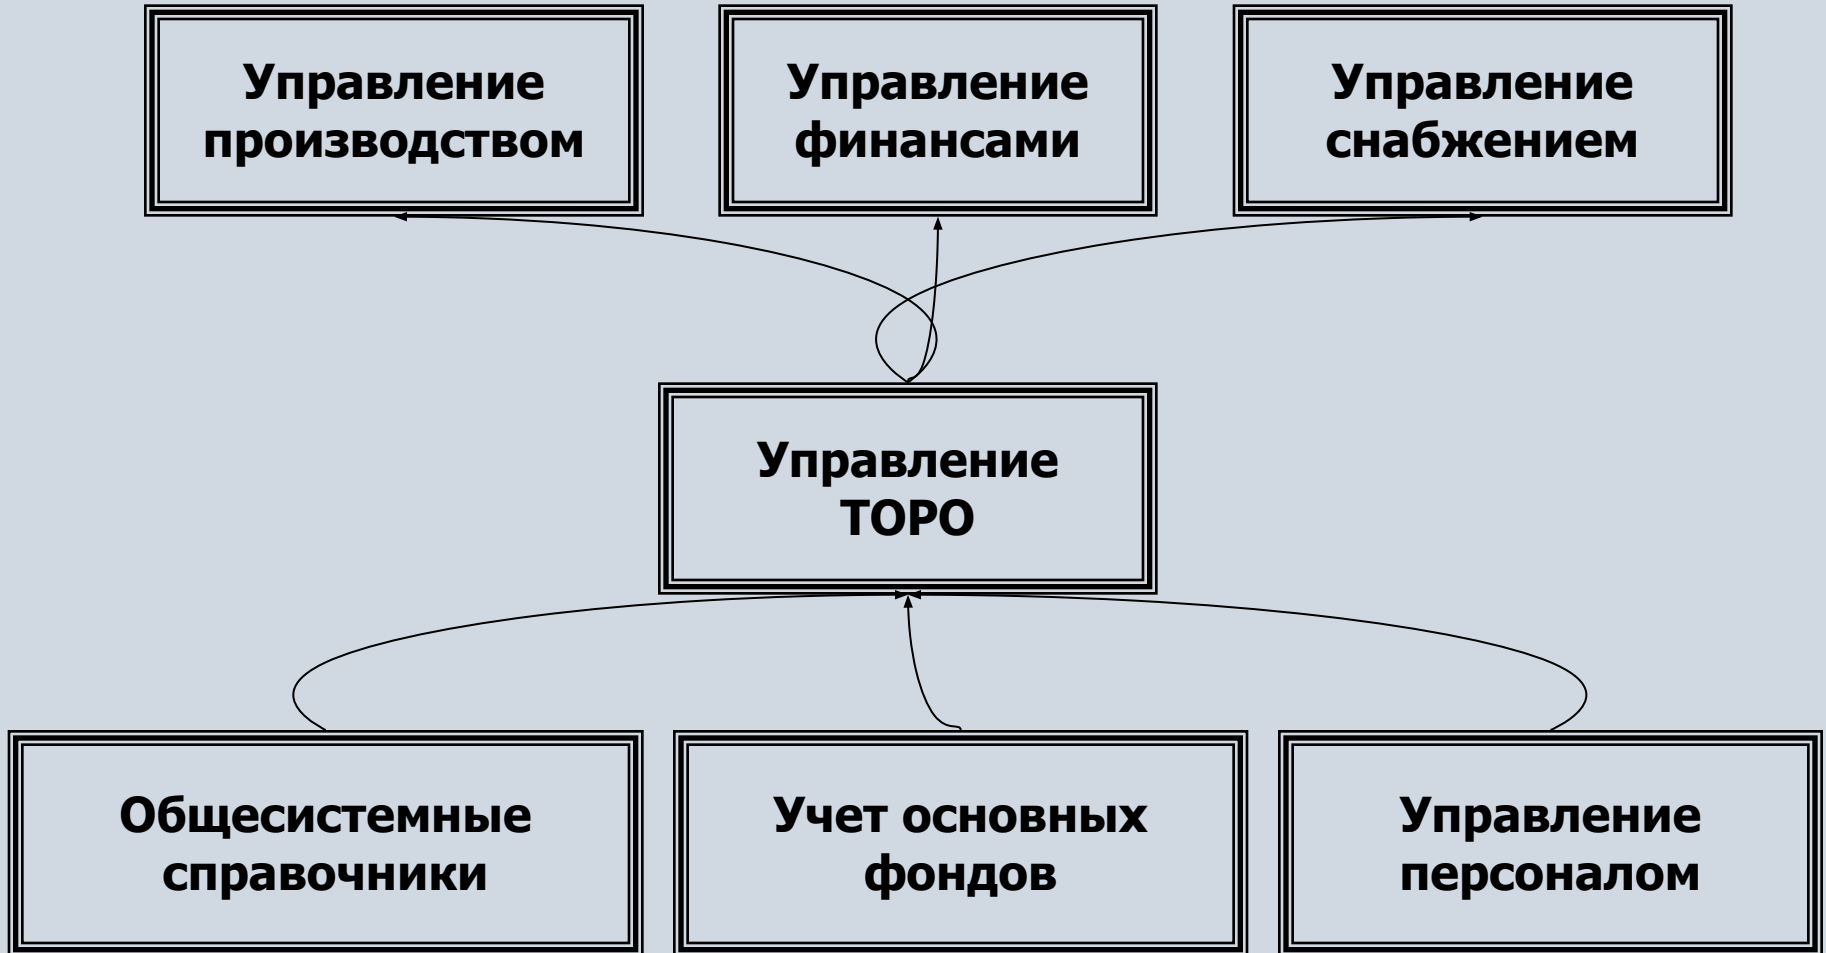 Управление
производством
Управление
финансами
Управление
снабжением
Управление
ТОРО
Общесистемные
справочники
Учет основных
фондов
Управление
персоналом